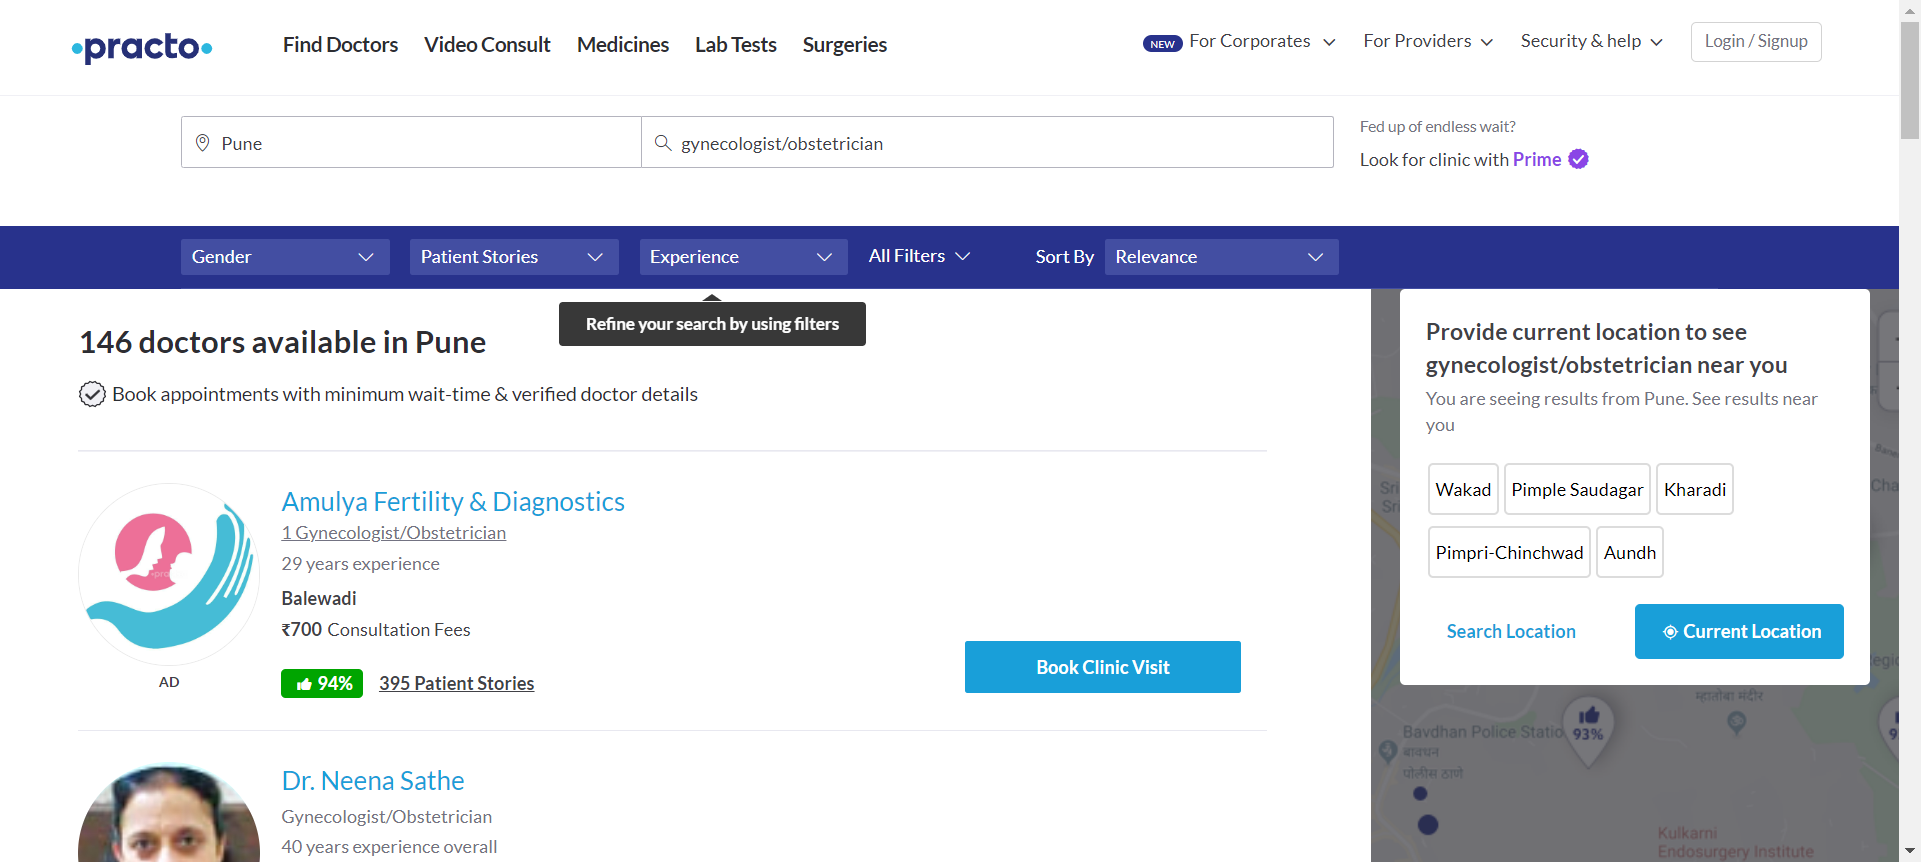 practo
Find Doctors
Video Consult
Medicines
Lab Tests
Surgeries
NEW For Corporates
For Providers
Security & help
Login / Signup
Pune
gynecologist/obstetrician
Fed up of endless wait?
Look for clinic with Prime
Gender
Patient Stories
Experience
All Filters
Sort By
Relevance
Refine your search by using filters
146 doctors available in Pune
Book appointments with minimum wait-time & verified doctor details
Amulya Fertility & Diagnostics
1 Gynecologist/Obstetrician
29 years experience
Balewadi
₹700 Consultation Fees
94%
395 Patient Stories
AD
Book Clinic Visit
Dr. Neena Sathe
Gynecologist/Obstetrician
40 years experience overall
Provide current location to see
gynecologist/obstetrician near you
You are seeing results from Pune. See results near
you
Wakad
Pimple Saudagar
Kharadi
Pimpri-Chinchwad
Aundh
Search Location
Current Location
म्हातोबा मंदीर
Bavdhan Police Statio
बावधन
पोलीस ठाणे
93%
Kulkarni
Endosurgery Institute